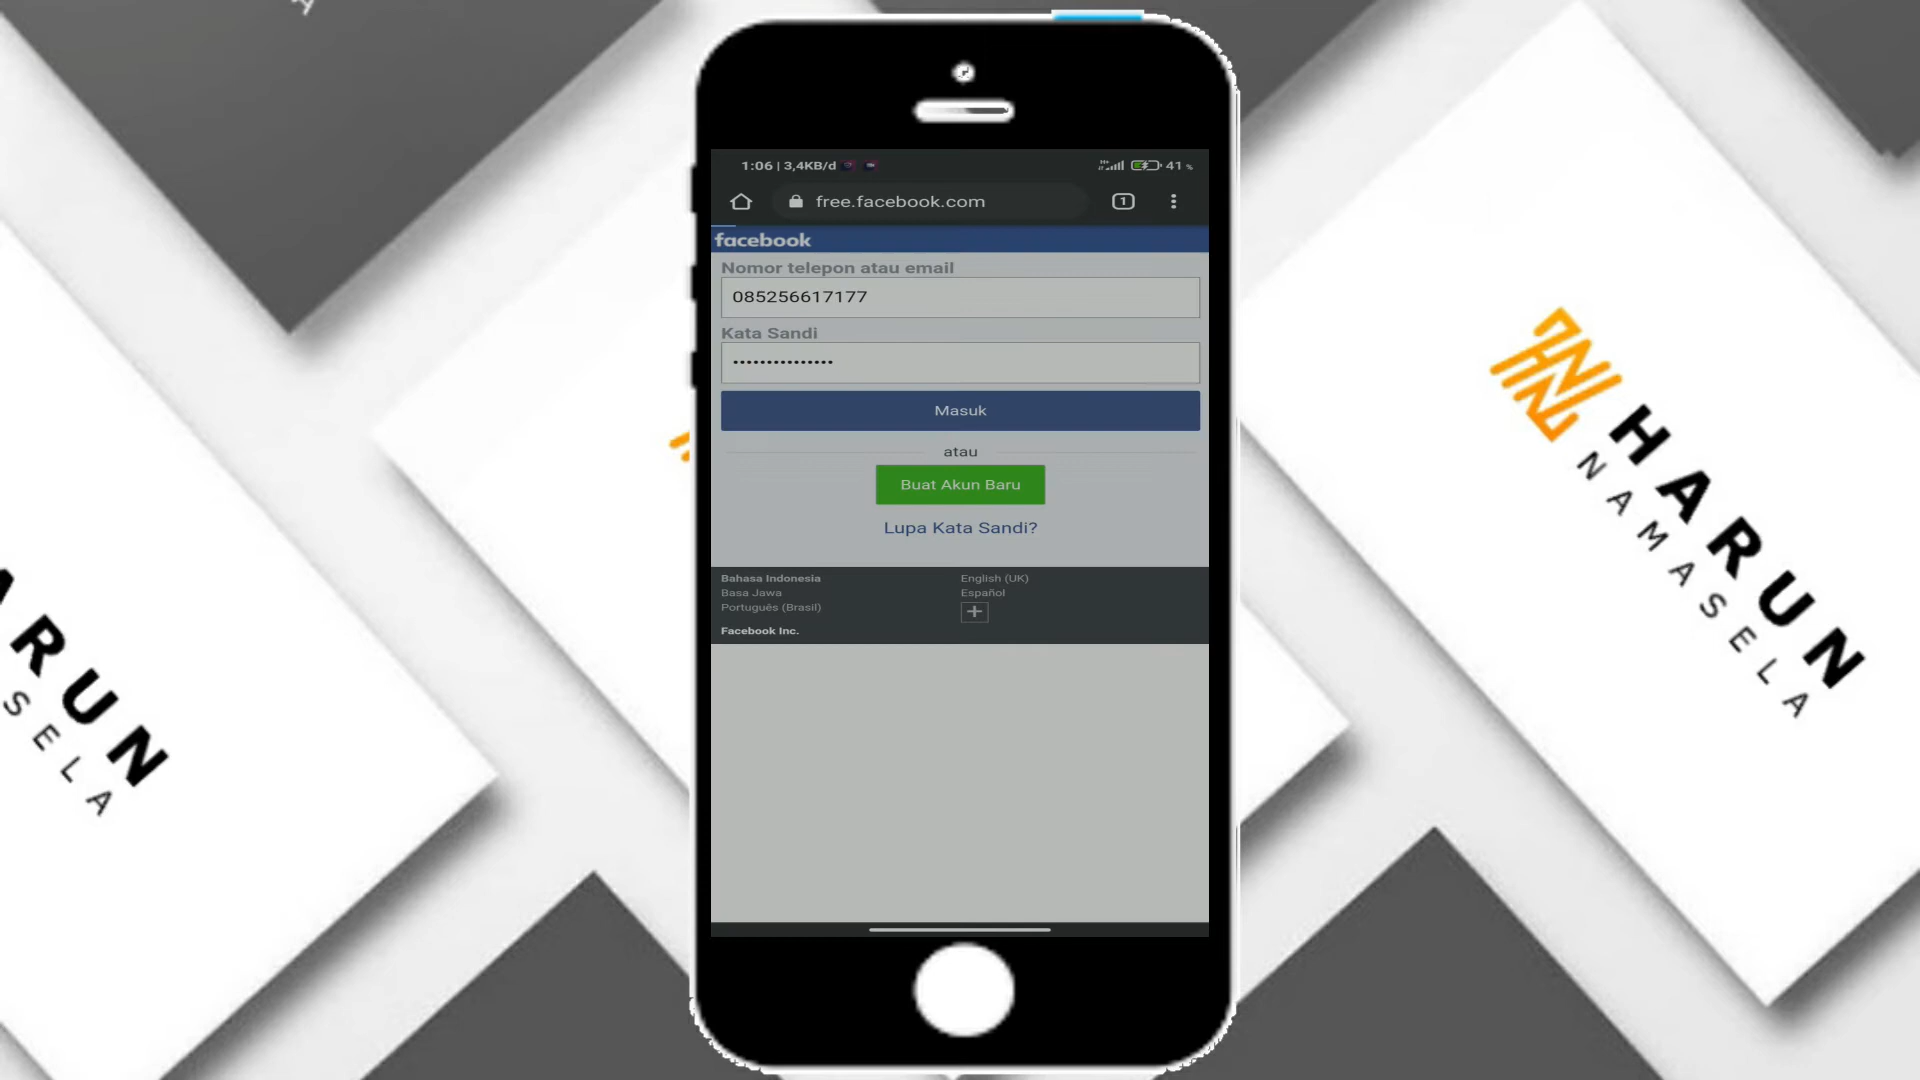 1:06 | 3,4KB/d
41 %
free.facebook.com
1
facebook
Nomor telepon atau email
085256617177
Kata Sandi
•••••••••••••••
Masuk
atau
Buat Akun Baru
Lupa Kata Sandi?
Bahasa Indonesia
English (UK)
Basa Jawa
Español
Português (Brasil)
Facebook Inc.
HARUN
NAMASELA
ARUN
SELA
A